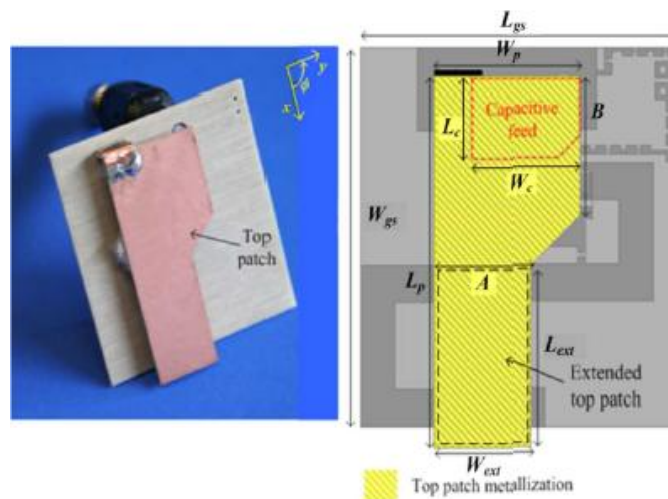 y
ϕ
x
Top
patch
L_gs
W_p
Capacitive
feed
B
L_c
W_c
W_gs
L_p
A
L_ext
Extended
top patch
W_ext
Top patch metallization